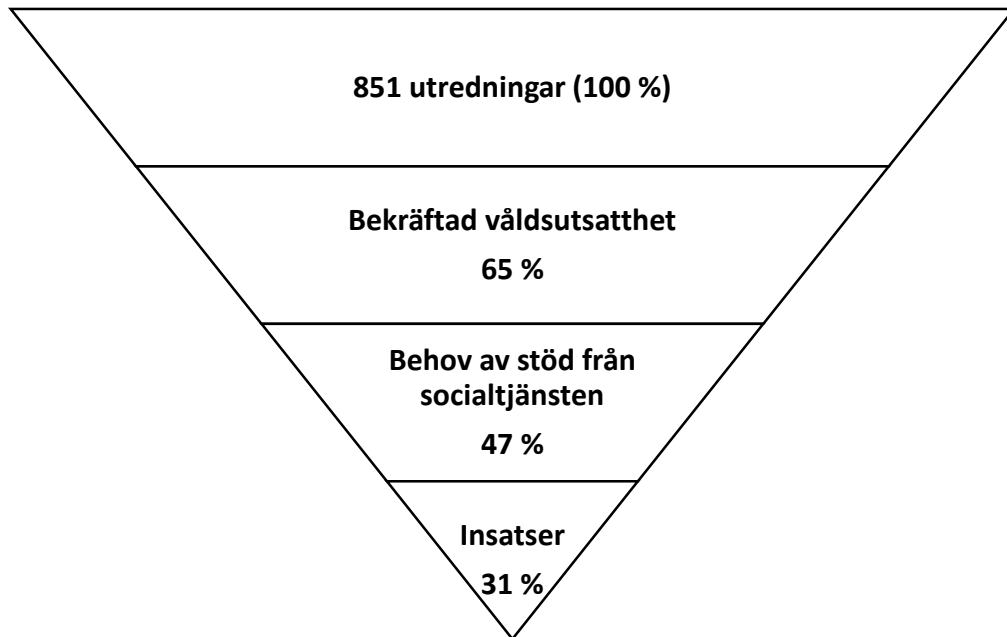 851 utredningar (100 %)
Bekräftad våldsutsatthet
65 %
Behov av stöd från
socialtjänsten
47 %
Insatser
31 %